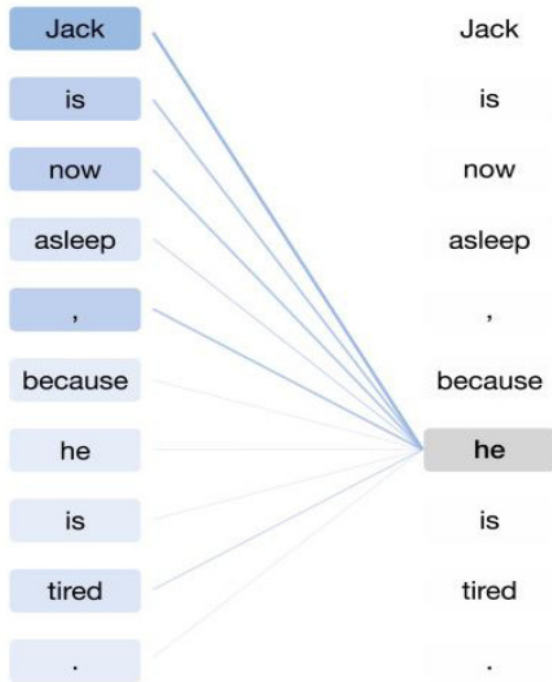 Jack Jack
is is
now now
asleep asleep
, ,
because because
he he
is is
tired tired
. .